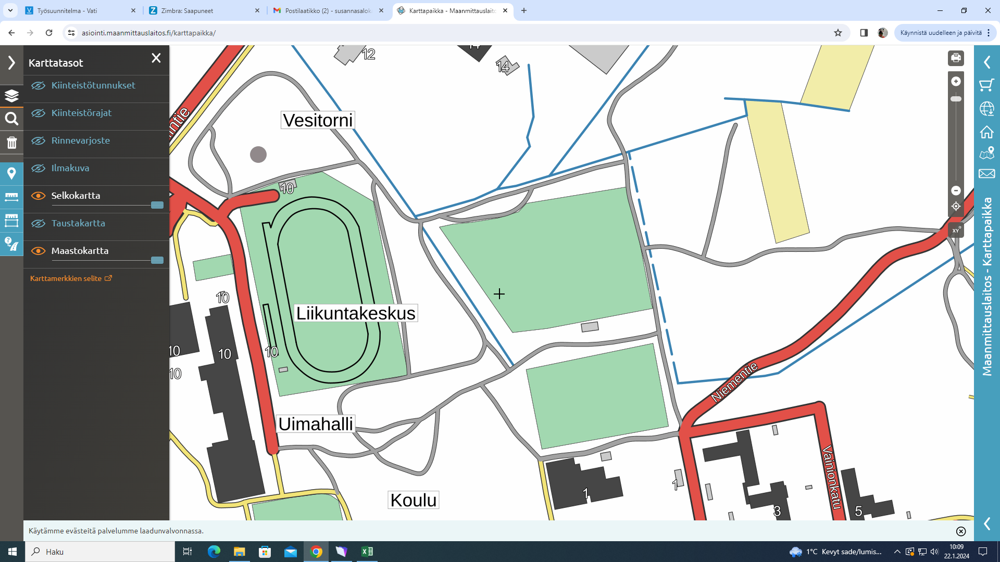 Työsuunnitelma - Vati
Zimbra: Saapuneet
Postilaatikko (2) - susannasalok
Karttapaikka - Maanmittauslaito
asiointi.maanmittauslaitos.fi/karttapaikka/
Käynnistä uudelleen ja päivitä
Karttatasot
Kiinteistötunnukset
Kiinteistörajat
Rinnevarjoste
Ilmakuva
Selkokartta
Taustakartta
Maastokartta
Karttamerkkien selite
12
14
14
ntie
Vesitorni
10
Liikuntakeskus
10
10
10
10
10
Uimahalli
Koulu
Niementie
Vainionkatu
1
1
3
5
XY°
Maanmittauslaitos - Karttapaikka
Käytämme evästeitä palvelumme laadunvalvonnassa.
Haku
1°C Kevyt sade/lumis...
10:09
22.1.2024